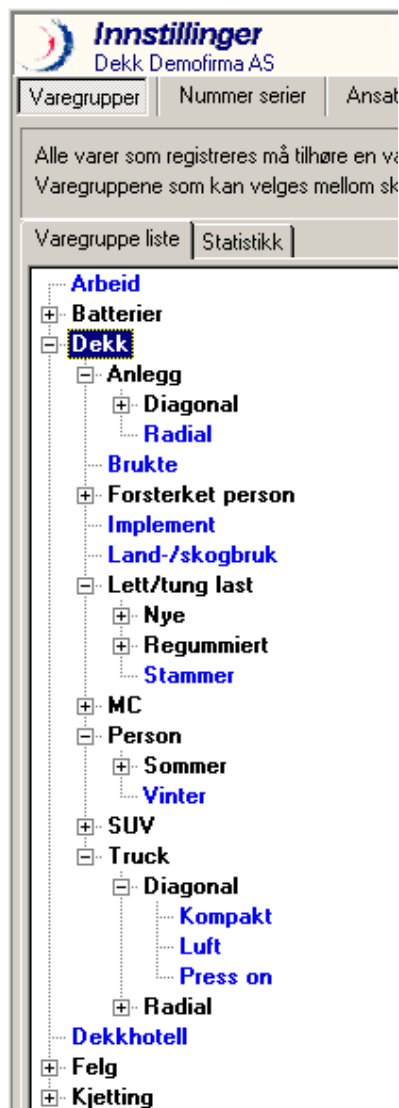 Innstillinger
Dekk Demofirma AS
Varegrupper Nummer serier Ansat
Alle varer som registreres må tilhøre en va
Varegruppene som kan velges mellom sk
Varegruppe liste Statistikk
Arbeid
Batterier
Dekk
Anlegg
Diagonal
Radial
Brukte
Forsterket person
Implement
Land-/skogbruk
Lett/tung last
Nye
Regummiert
Stammer
MC
Person
Sommer
Vinter
SUV
Truck
Diagonal
Kompakt
Luft
Press on
Radial
Dekkhotell
Felg
Kjetting